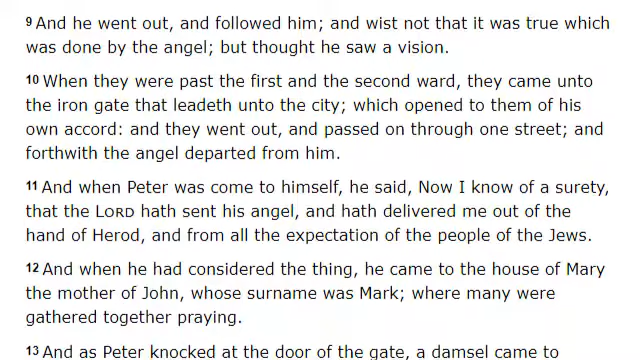 9 And he went out, and followed him; and wist not that it was true which
was done by the angel; but thought he saw a vision.
10 When they were past the first and the second ward, they came unto
the iron gate that leadeth unto the city; which opened to them of his
own accord: and they went out, and passed on through one street; and
forthwith the angel departed from him.
11 And when Peter was come to himself, he said, Now I know of a surety,
that the LORD hath sent his angel, and hath delivered me out of the
hand of Herod, and from all the expectation of the people of the Jews.
12 And when he had considered the thing, he came to the house of Mary
the mother of John, whose surname was Mark; where many were
gathered together praying.
13 And as Peter knocked at the door of the gate, a damsel came to